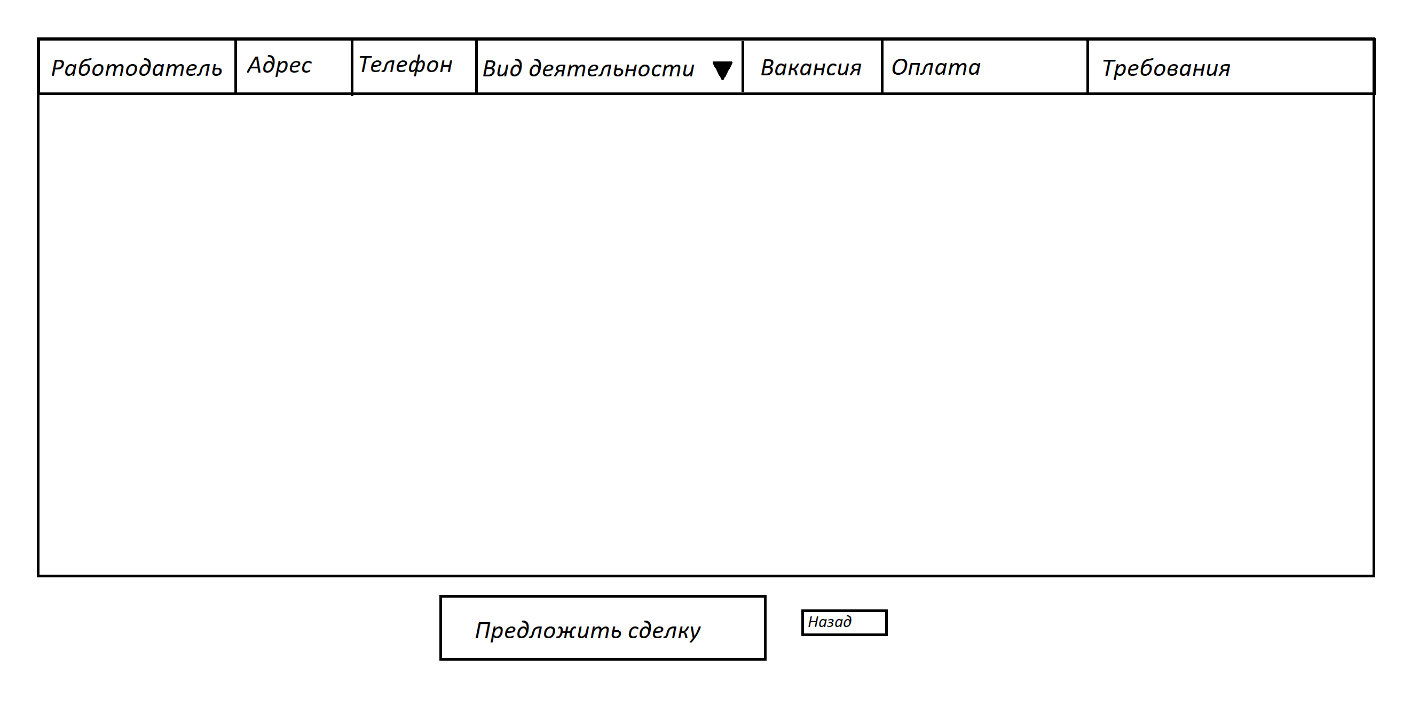 Работодатель Адрес Телефон Вид деятельности Вакансия Оплата Требования
Предложить сделку Назад